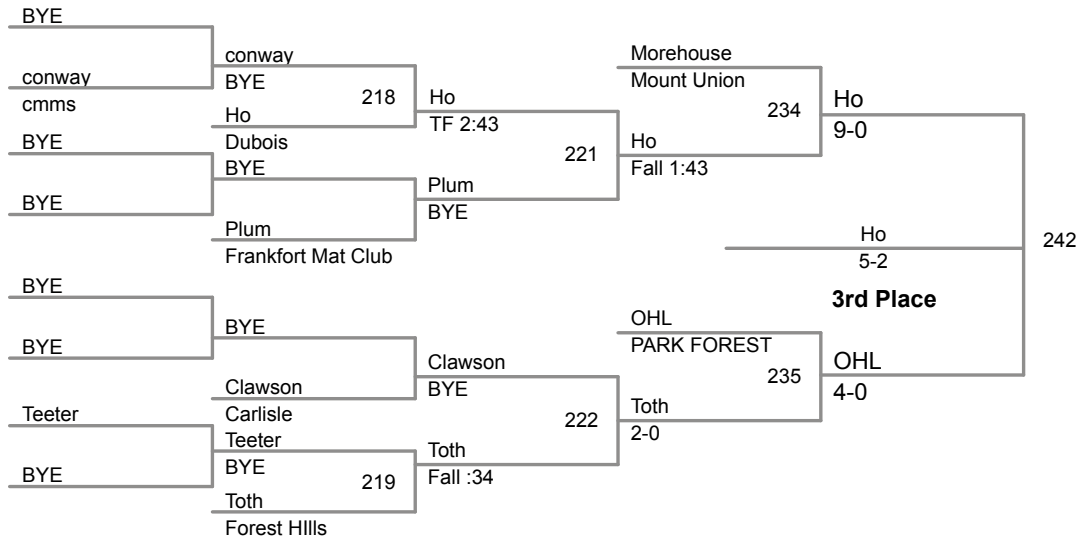 BYE
conway
cmms
BYE
BYE
BYE
BYE
Teeter
BYE
conway
BYE
218
Ho
Dubois
BYE
Plum
Frankfort Mat Club
BYE
Clawson
Carlisle
Teeter
BYE
219
Toth
Forest HIlls
Ho
TF 2:43
221
Plum
BYE
Clawson
BYE
222
Toth
Fall :34
Morehouse
Mount Union
234
Ho
Fall 1:43
OHL
PARK FOREST
235
Toth
2-0
Ho
9-0
Ho
5-2
3rd Place
242
OHL
4-0